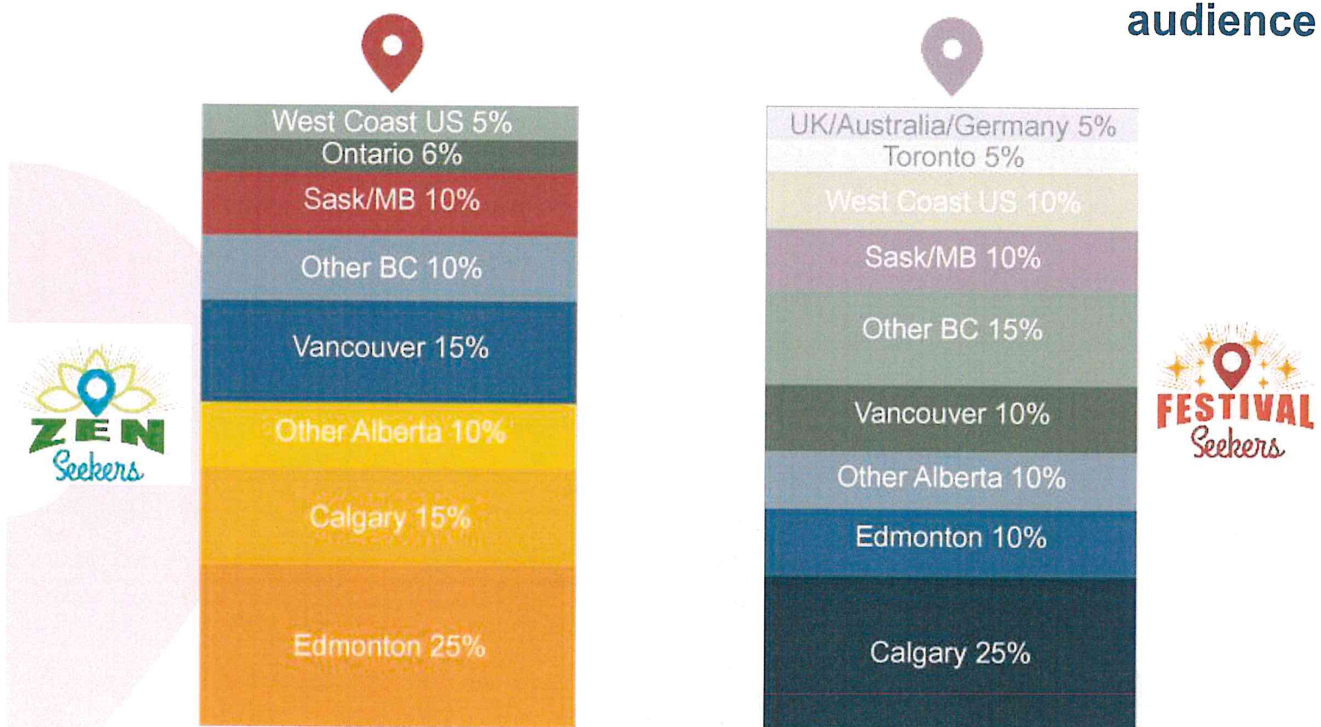 audience
West Coast US 5%
Ontario 6%
Sask/MB 10%
Other BC 10%
Vancouver 15%
Other Alberta 10%
Calgary 15%
Edmonton 25%
ZEN
Seekers
UK/Australia/Germany 5%
Toronto 5%
West Coast US 10%
Sask/MB 10%
Other BC 15%
Vancouver 10%
Other Alberta 10%
Edmonton 10%
Calgary 25%
FESTIVAL
Seekers